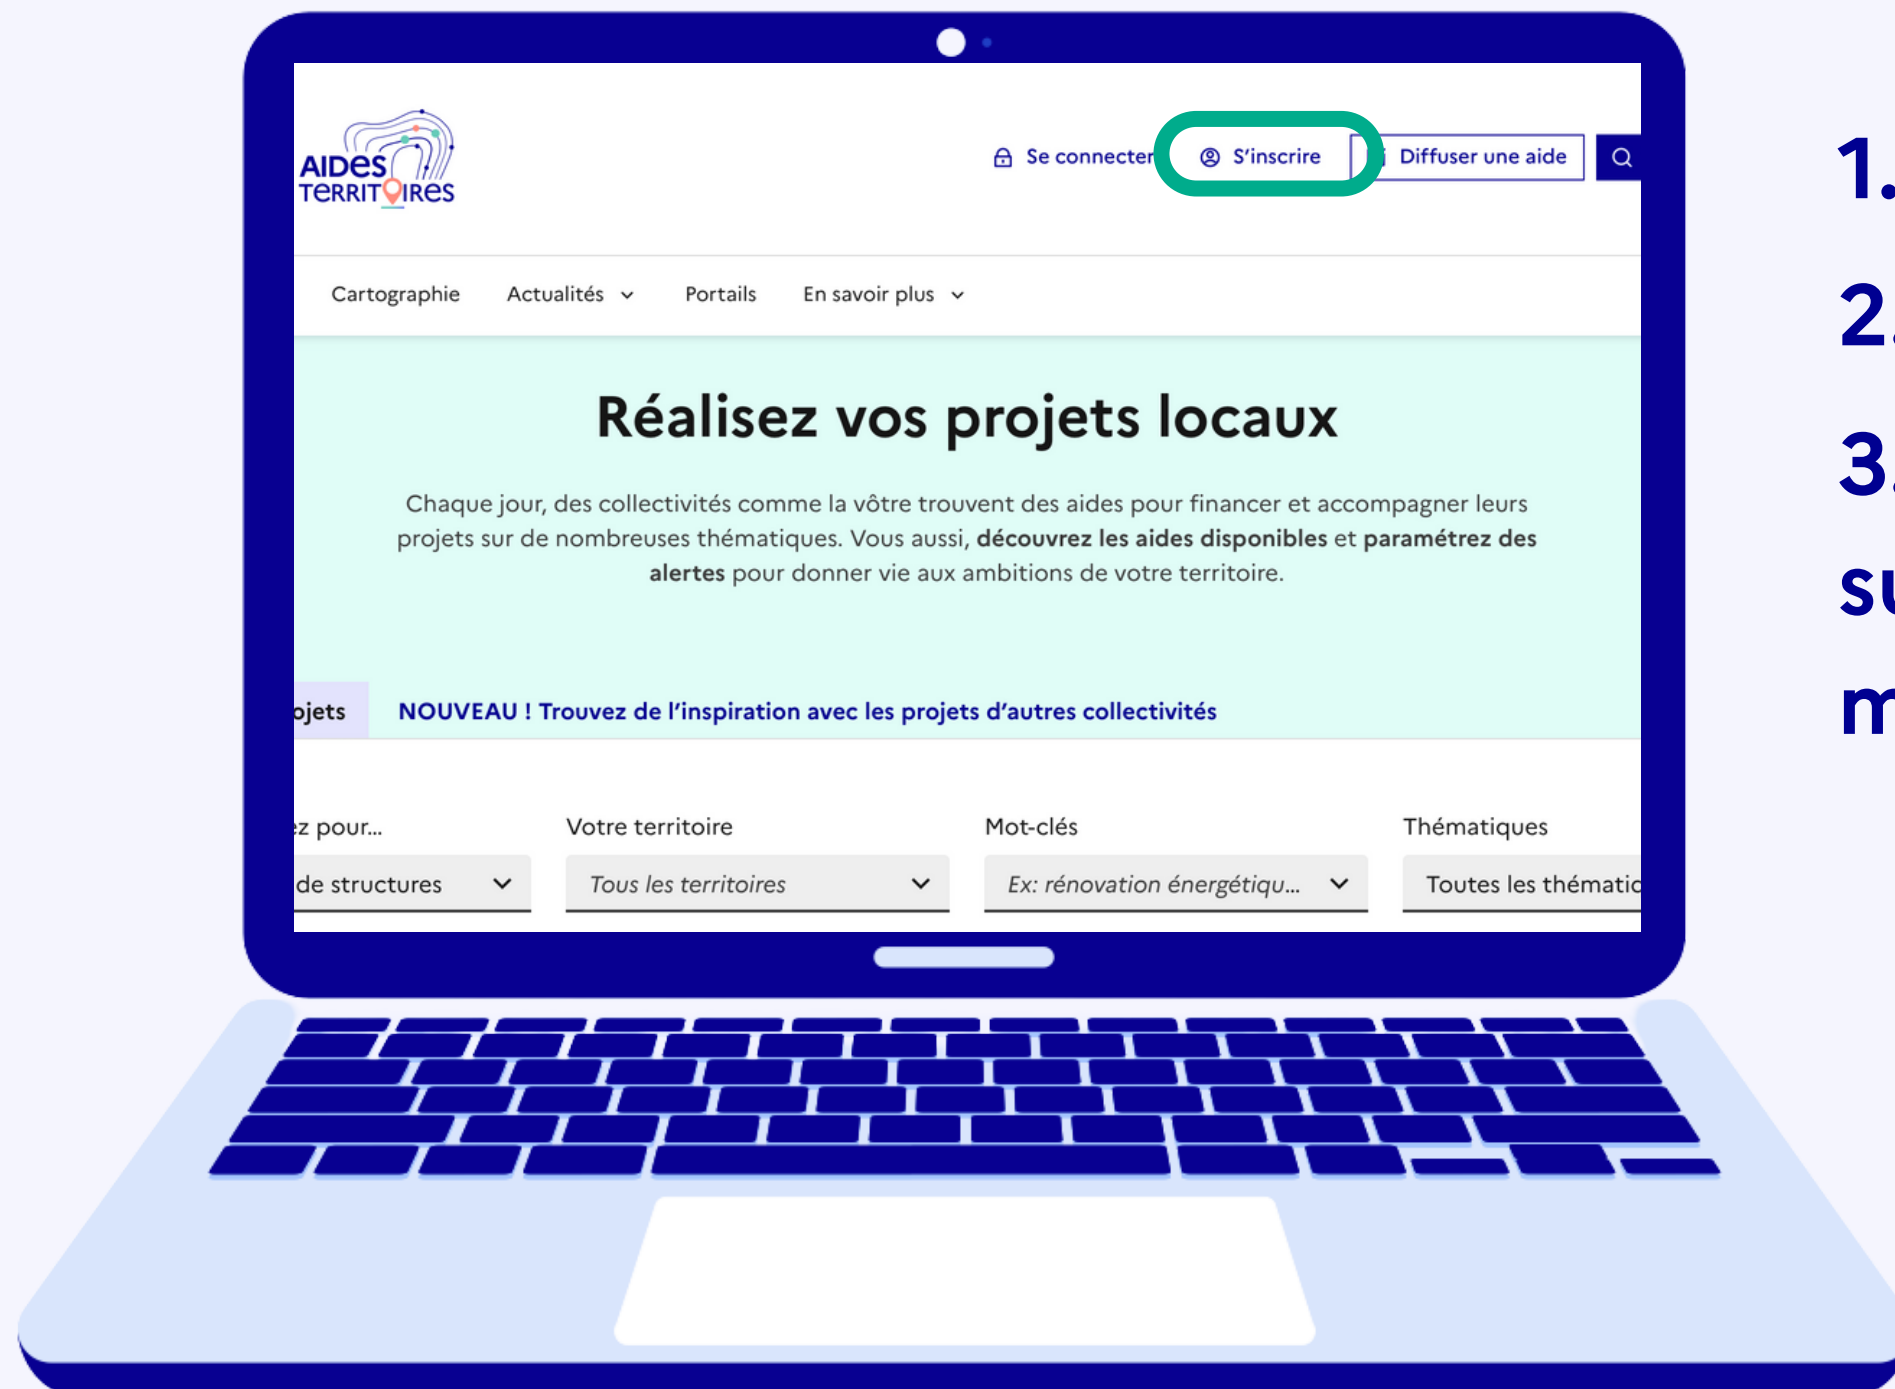 AIDES
TERRITOIRES
Se connecter
S'inscrire
Diffuser une aide
Cartographie
Actualités
Portails
En savoir plus
Réalisez vos projets locaux
Chaque jour, des collectivités comme la vôtre trouvent des aides pour financer et accompagner leurs
projets sur de nombreuses thématiques. Vous aussi, découvrez les aides disponibles et paramétrez des
alertes pour donner vie aux ambitions de votre territoire.
ojets
NOUVEAU ! Trouvez de l'inspiration avec les projets d'autres collectivités
ez pour...
Votre territoire
Mot-clés
Thématiques
de structures
Tous les territoires
Ex: rénovation énergétiqu...
Toutes les thématic
1.
2.
3.
su
m